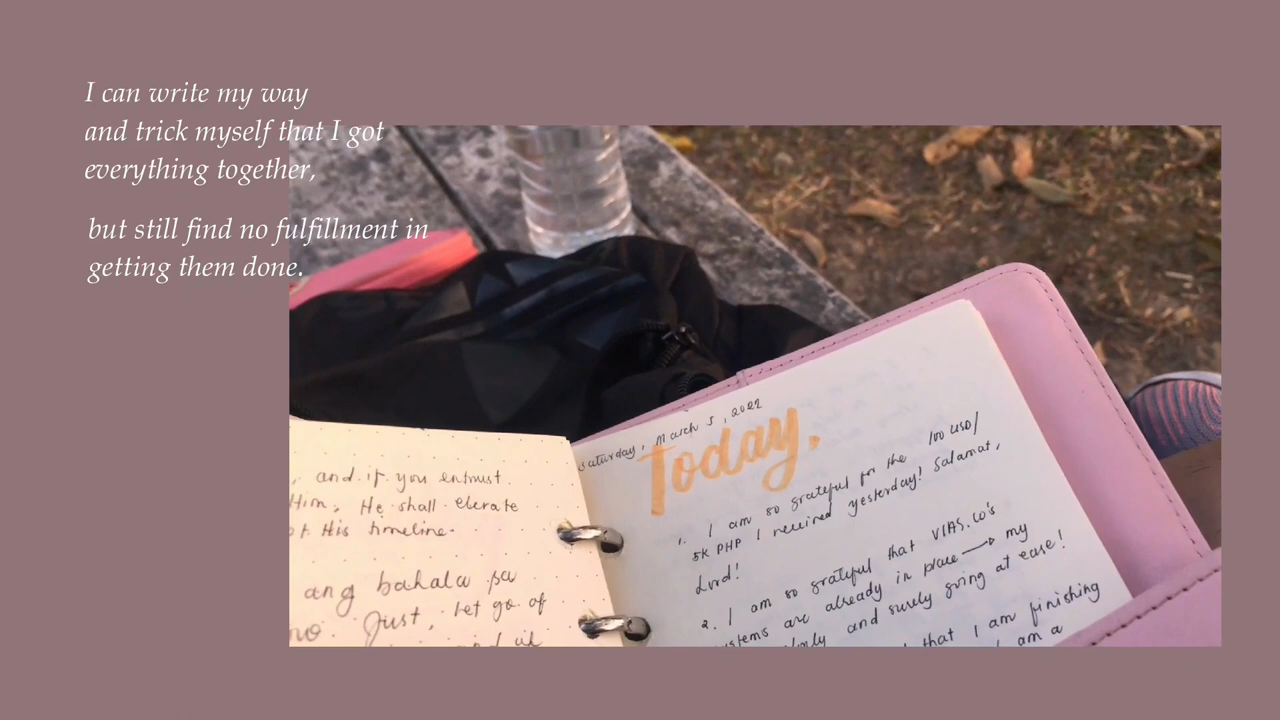 I can write my way
and trick myself that I got
everything together,
but still find no fulfillment in
getting them done.
and if you entrust
Him, He shall elevate
His timeline.
ang bahala sa
Just, let go of
Saturday, March 5, 2022
Today.
1. I am so grateful for the 100 USD/
5K PHP I received yesterday! Salamat,
Lord!
2. I am so grateful that VIAS.Co's
systems are already in place → my
and surely going at ease!
that I am finishing
I am a